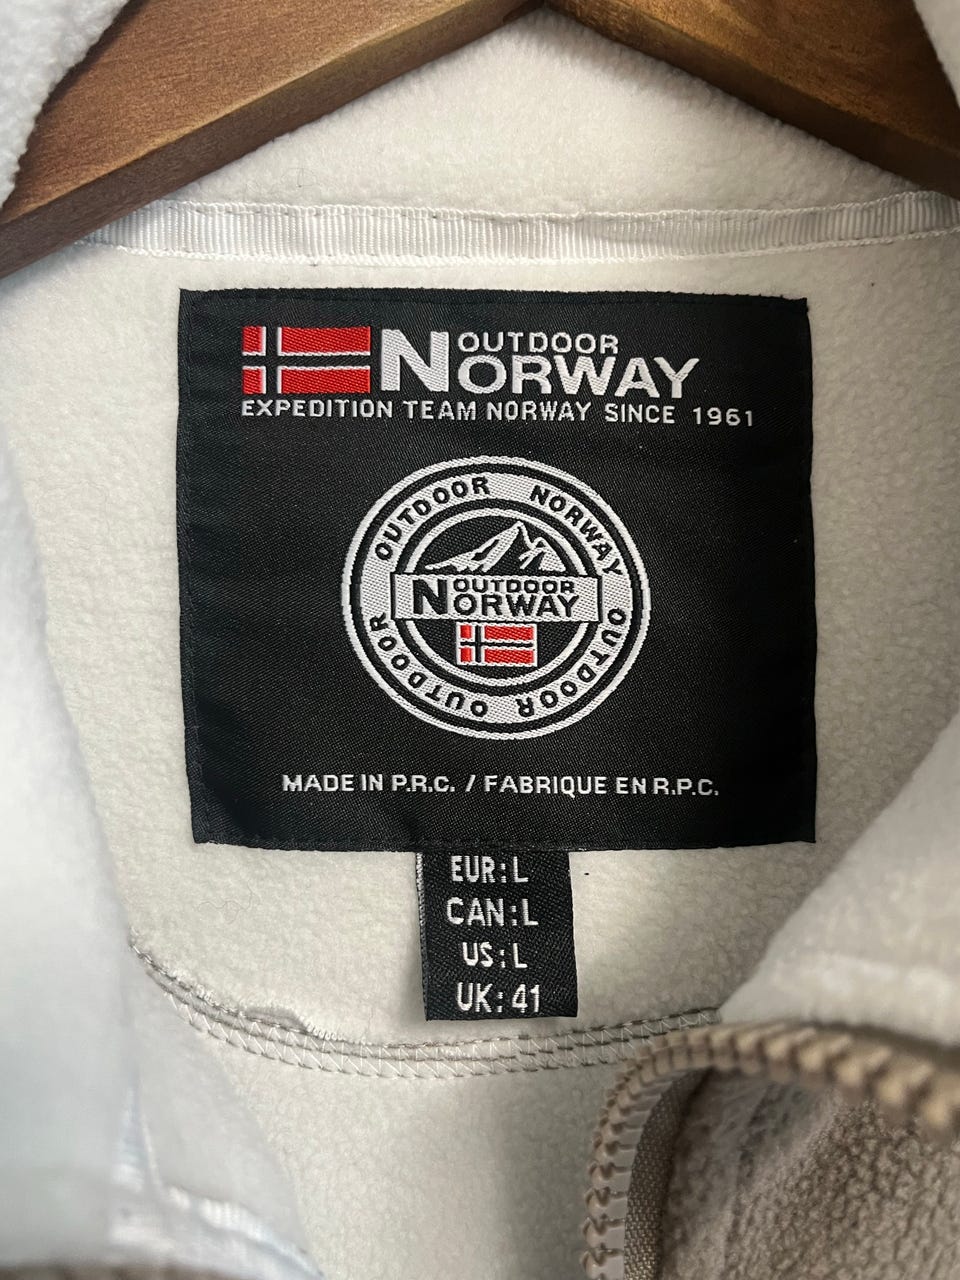 OUTDOOR
NORWAY
EXPEDITION TEAM NORWAY SINCE 1961
OUTDOOR NORWAY OUTDOOR OUTDOOR
OUTDOOR
NORWAY
MADE IN P.R.C. / FABRIQUE EN R.P.C.
EUR:L
CAN:L
US:L
UK:41